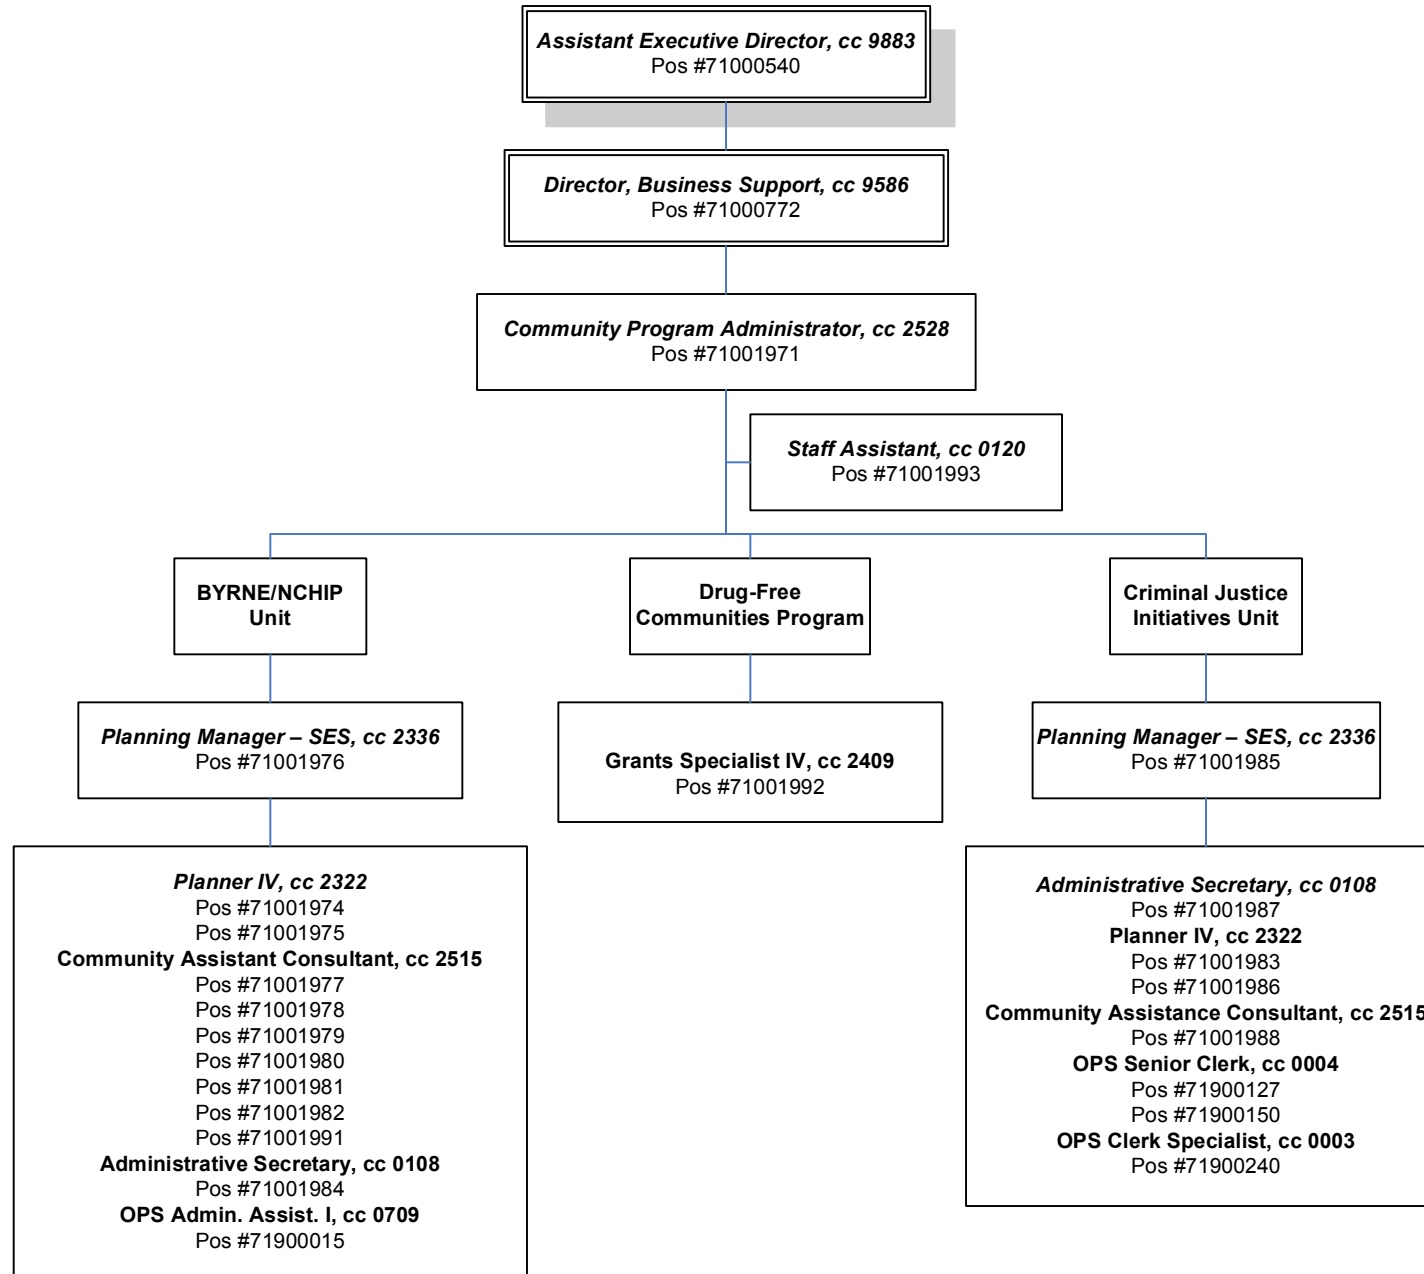 Assistant Executive Director, cc 9883
Pos #71000540
Director, Business Support, cc 9586
Pos #71000772
Community Program Administrator, cc 2528
Pos #71001971
Staff Assistant, cc 0120
Pos #71001993
BYRNE/NCHIP
Unit
Drug-Free
Communities Program
Criminal Justice
Initiatives Unit
Planning Manager – SES, cc 2336
Pos #71001976
Grants Specialist IV, cc 2409
Pos #71001992
Planning Manager – SES, cc 2336
Pos #71001985
Planner IV, cc 2322
Pos #71001974
Pos #71001975
Community Assistant Consultant, cc 2515
Pos #71001977
Pos #71001978
Pos #71001979
Pos #71001980
Pos #71001981
Pos #71001982
Pos #71001991
Administrative Secretary, cc 0108
Pos #71001984
OPS Admin. Assist. I, cc 0709
Pos #71900015
Administrative Secretary, cc 0108
Pos #71001987
Planner IV, cc 2322
Pos #71001983
Pos #71001986
Community Assistance Consultant, cc 2515
Pos #71001988
OPS Senior Clerk, cc 0004
Pos #71900127
Pos #71900150
OPS Clerk Specialist, cc 0003
Pos #71900240